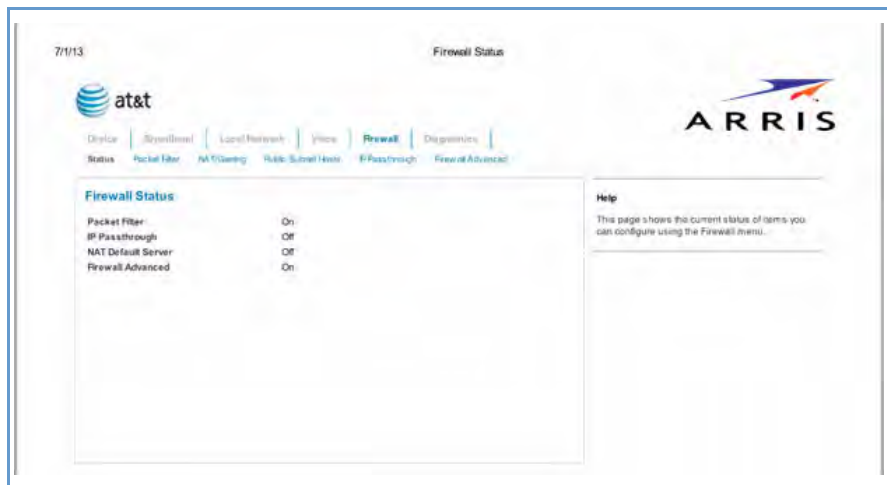 7/1/13 Firewall Status
at&t
ARRIS
Device Broadband Local Network Voice Firewall Diagnostics
Status Packet Filter NAT/Gaming Public Subnet Hosts IP Passthrough Firewall Advanced
Firewall Status
Packet Filter On
IP Passthrough Off
NAT Default Server Off
Firewall Advanced On
Help
This page shows the current status of items you
can configure using the Firewall menu.